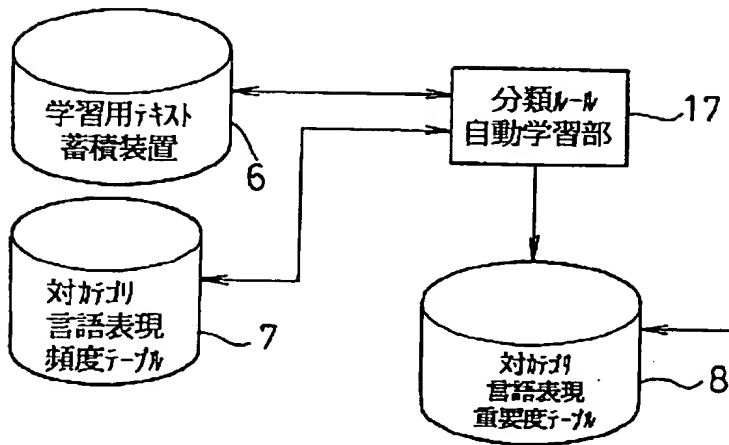 学習用テキスト
蓄積装置
6
分類ルール
自動学習部
17
対カテゴリ
言語表現
頻度テーブル
7
対カテゴリ
言語表現
重要度テーブル
8